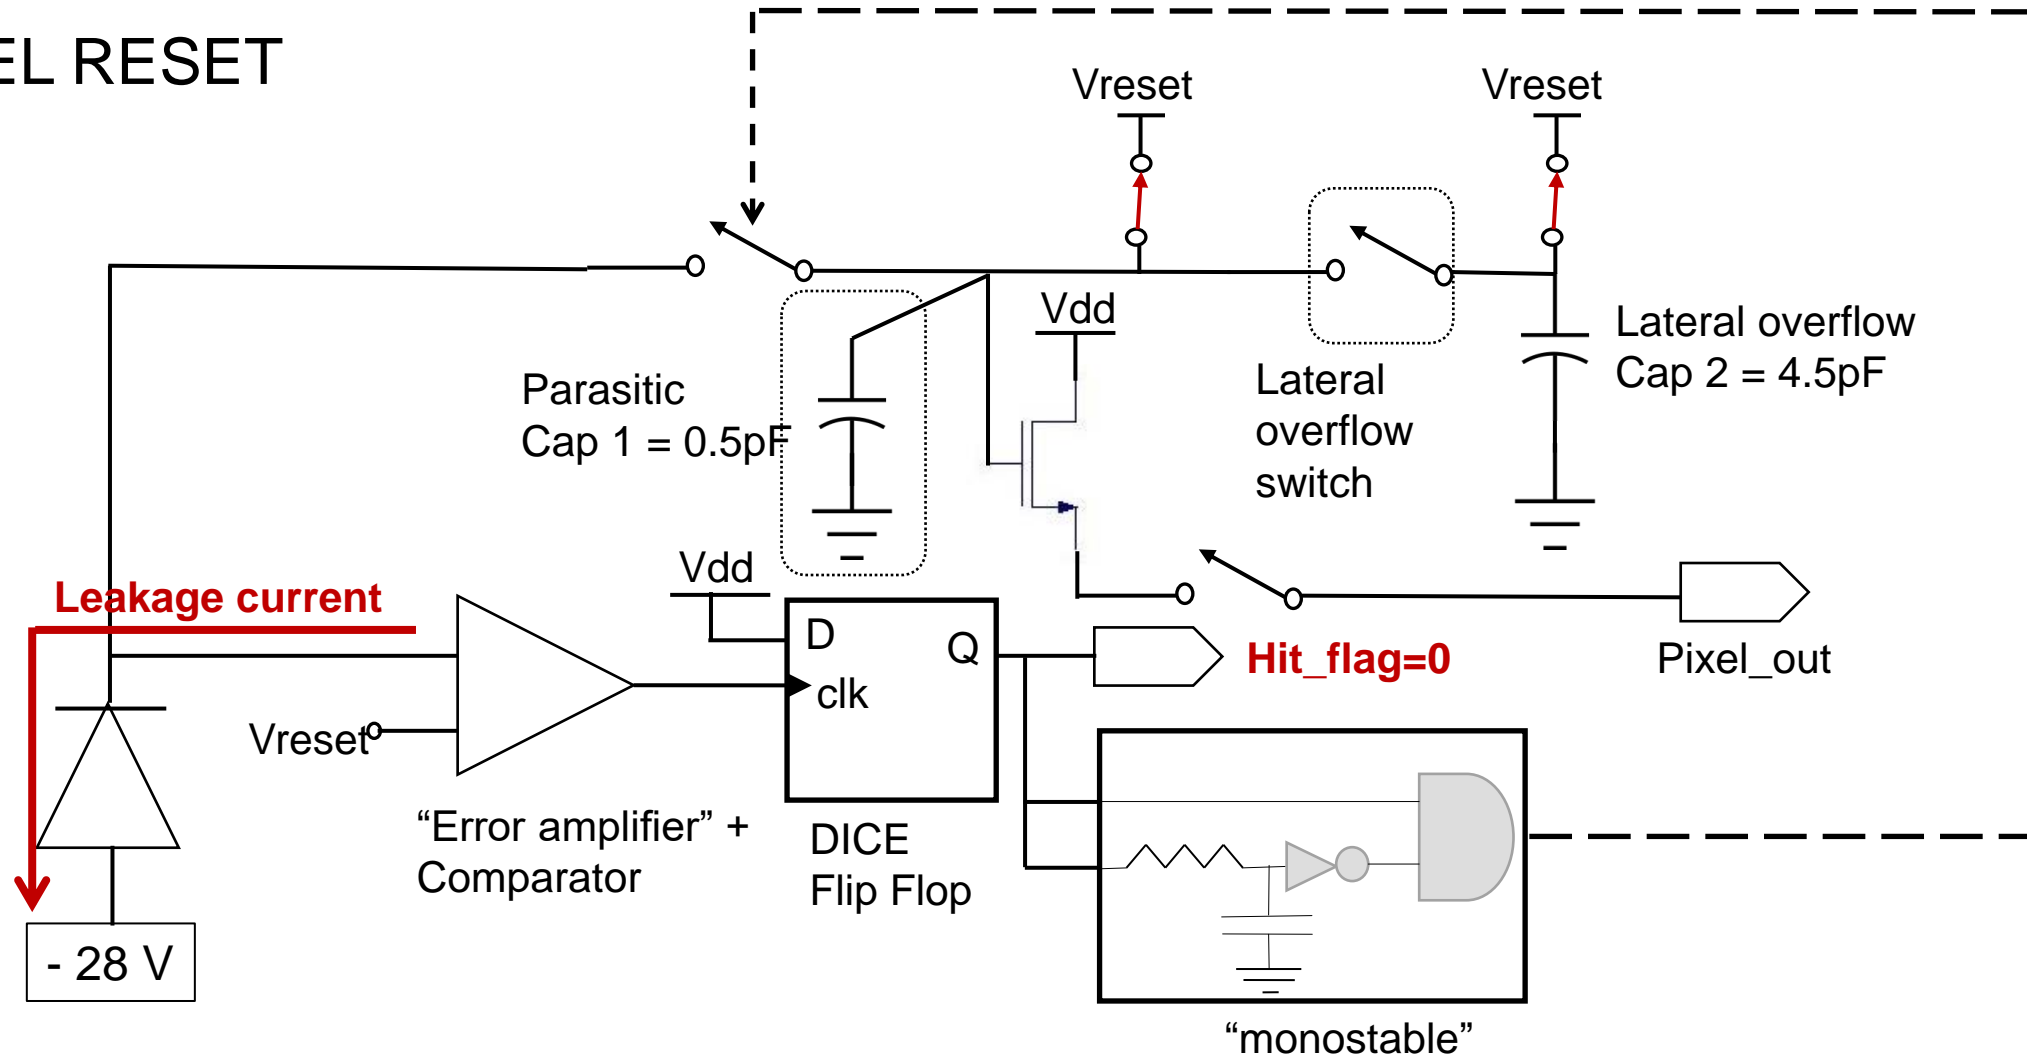 EL RESET
Vreset
Vreset
Vdd
Lateral overflow
Cap 2 = 4.5pF
Parasitic
Cap 1 = 0.5pF
Lateral
overflow
switch
Vdd
Leakage current
D
Q
clk
Hit_flag=0
Pixel_out
Vreset
“Error amplifier” +
Comparator
DICE
Flip Flop
- 28 V
“monostable”